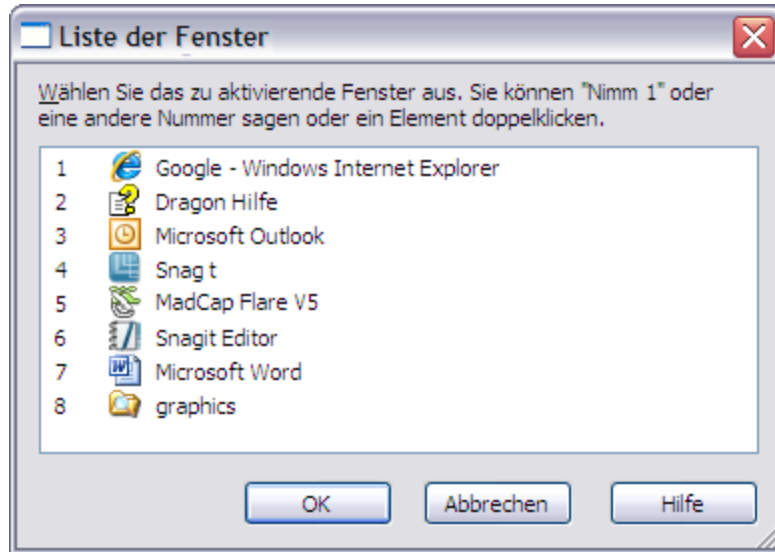 Liste der Fenster
Wählen Sie das zu aktivierende Fenster aus. Sie können "Nimm 1" oder
eine andere Nummer sagen oder ein Element doppelklicken.
1 Google - Windows Internet Explorer
2 Dragon Hilfe
3 Microsoft Outlook
4 Snag t
5 MadCap Flare V5
6 Snagit Editor
7 Microsoft Word
8 graphics
OK Abbrechen Hilfe